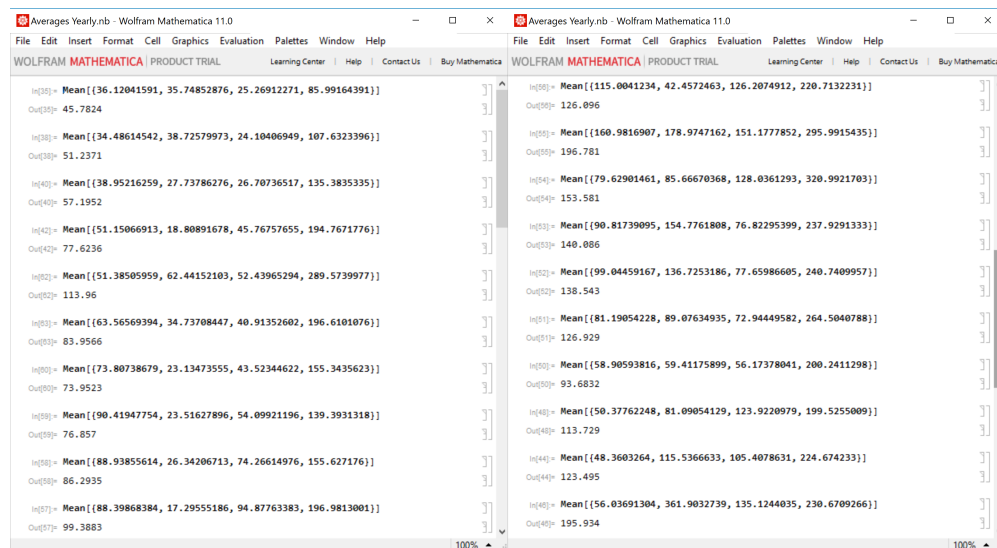 Averages Yearly.nb - Wolfram Mathematica 11.0
File Edit Insert Format Cell Graphics Evaluation Palettes Window Help
WOLFRAM MATHEMATICA | PRODUCT TRIAL Learning Center | Help | Contact Us | Buy Mathematica
In[35]:= Mean[{36.12041591, 35.74852876, 25.26912271, 85.99164391}]
Out[35]= 45.7824
In[38]:= Mean[{34.48614542, 38.72579973, 24.10406949, 107.6323396}]
Out[38]= 51.2371
In[40]:= Mean[{38.95216259, 27.73786276, 26.70736517, 135.3835335}]
Out[40]= 57.1952
In[42]:= Mean[{51.15066913, 18.80891678, 45.76757655, 194.7671776}]
Out[42]= 77.6236
In[62]:= Mean[{51.38505959, 62.44152103, 52.43965294, 289.5739977}]
Out[62]= 113.96
In[63]:= Mean[{63.56569394, 34.73708447, 40.91352602, 196.6101076}]
Out[63]= 83.9566
In[60]:= Mean[{73.80738679, 23.13473555, 43.52344622, 155.3435623}]
Out[60]= 73.9523
In[59]:= Mean[{90.41947754, 23.51627896, 54.09921196, 139.3931318}]
Out[59]= 76.857
In[58]:= Mean[{88.93855614, 26.34206713, 74.26614976, 155.627176}]
Out[58]= 86.2935
In[57]:= Mean[{88.39868384, 17.29555186, 94.87763383, 196.9813001}]
Out[57]= 99.3883
100%
Averages Yearly.nb - Wolfram Mathematica 11.0
File Edit Insert Format Cell Graphics Evaluation Palettes Window Help
WOLFRAM MATHEMATICA | PRODUCT TRIAL Learning Center | Help | Contact Us | Buy Mathematica
In[56]:= Mean[{115.0041234, 42.4572463, 126.2074912, 220.7132231}]
Out[56]= 126.096
In[55]:= Mean[{160.9816907, 178.9747162, 151.1777852, 295.9915435}]
Out[55]= 196.781
In[54]:= Mean[{79.62901461, 85.66670368, 128.0361293, 320.9921703}]
Out[54]= 153.581
In[53]:= Mean[{90.81739095, 154.7761808, 76.82295399, 237.9291333}]
Out[53]= 140.086
In[52]:= Mean[{99.04459167, 136.7253186, 77.65986605, 240.7409957}]
Out[52]= 138.543
In[51]:= Mean[{81.19054228, 89.07634935, 72.94449582, 264.5040788}]
Out[51]= 126.929
In[50]:= Mean[{58.90593816, 59.41175899, 56.17378041, 200.2411298}]
Out[50]= 93.6832
In[48]:= Mean[{50.37762248, 81.09054129, 123.9220979, 199.5255009}]
Out[48]= 113.729
In[44]:= Mean[{48.3603264, 115.5366633, 105.4078631, 224.674233}]
Out[44]= 123.495
In[46]:= Mean[{56.03691304, 361.9032739, 135.1244035, 230.6709266}]
Out[46]= 195.934
100%